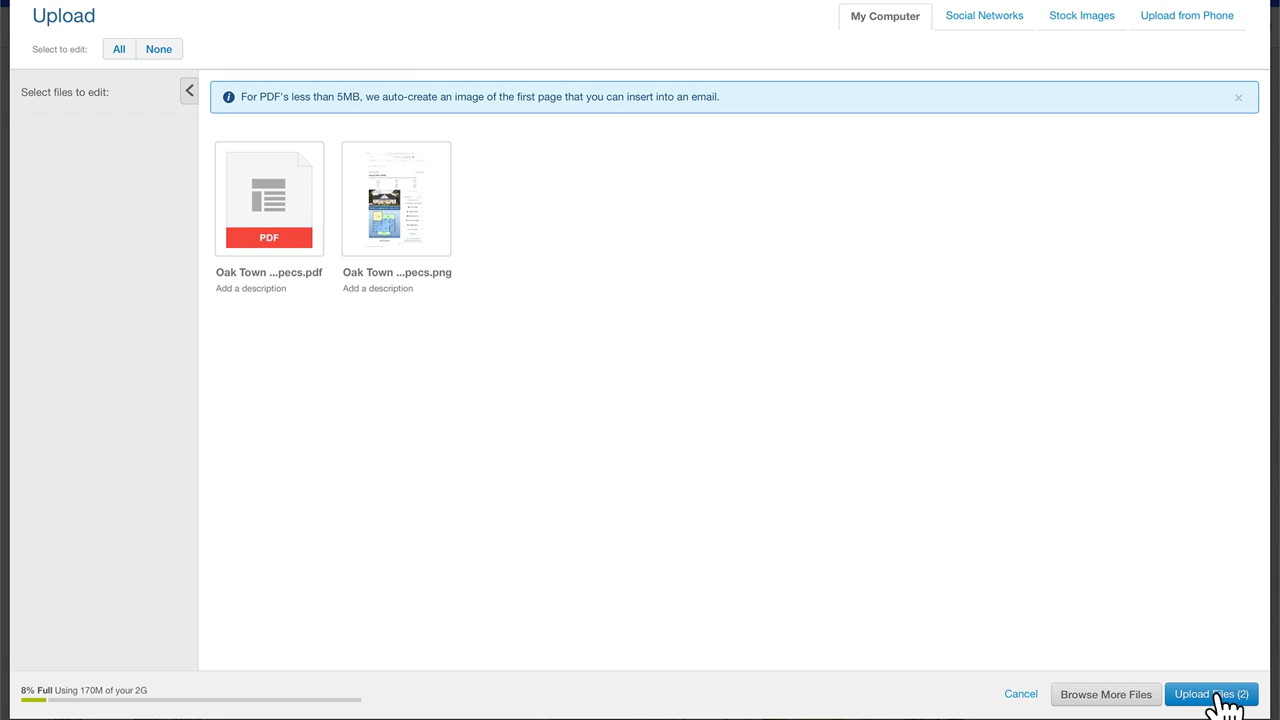 Upload
My Computer
Social Networks
Stock Images
Upload from Phone
Select to edit:
All
None
Select files to edit:
For PDF's less than 5MB, we auto-create an image of the first page that you can insert into an email.
PDF
Oak Town ...pecs.pdf
Oak Town ...pecs.png
Add a description
Add a description
8% Full Using 170M of your 2G
Cancel
Browse More Files
Upload Files (2)